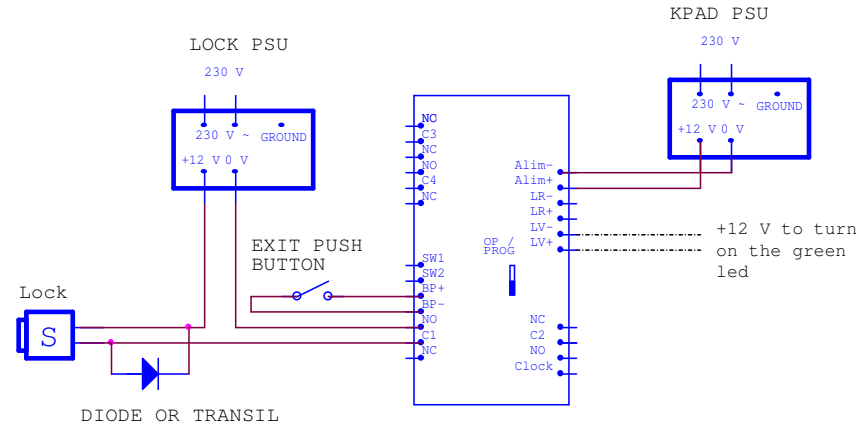 KPAD PSU
230 V
LOCK PSU
230 V
230 V ~ GROUND
+12 V 0 V
230 V ~ GROUND
+12 V 0 V
NO
C3
NC
NO
C4
NC
Alim-
Alim+
LR-
LR+
LV-
LV+
OP /
PROG
+12 V to turn
on the green
led
EXIT PUSH
BUTTON
SW1
SW2
BP+
BP-
NO
C1
NC
NC
C2
NO
Clock
Lock
S
DIODE OR TRANSIL